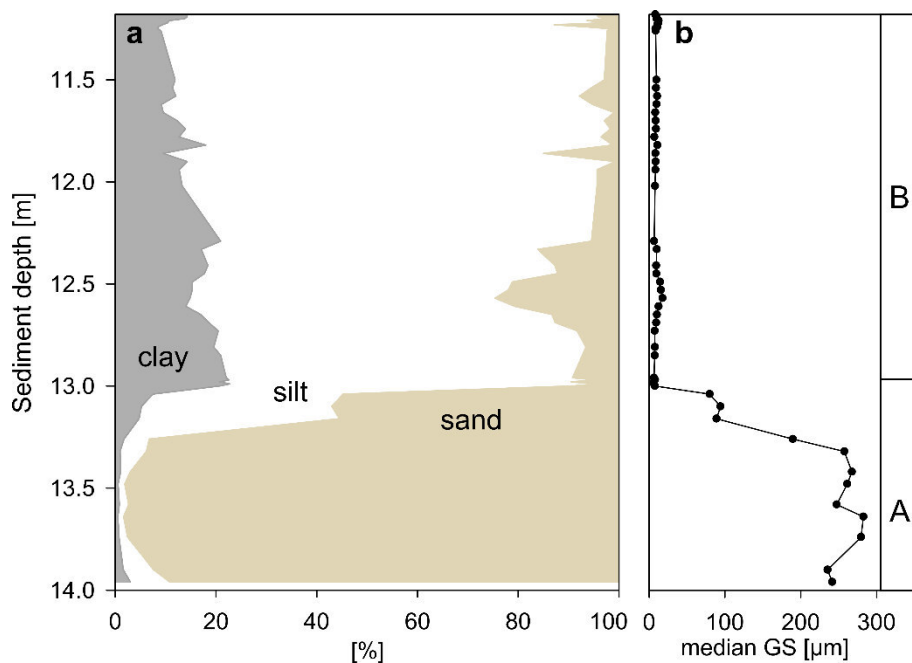 a
b
11.5
12.0
12.5
13.0
13.5
14.0
Sediment depth [m]
clay
silt
sand
B
A
0 20 40 60 80 100
[%]
0 100 200 300
median GS [µm]